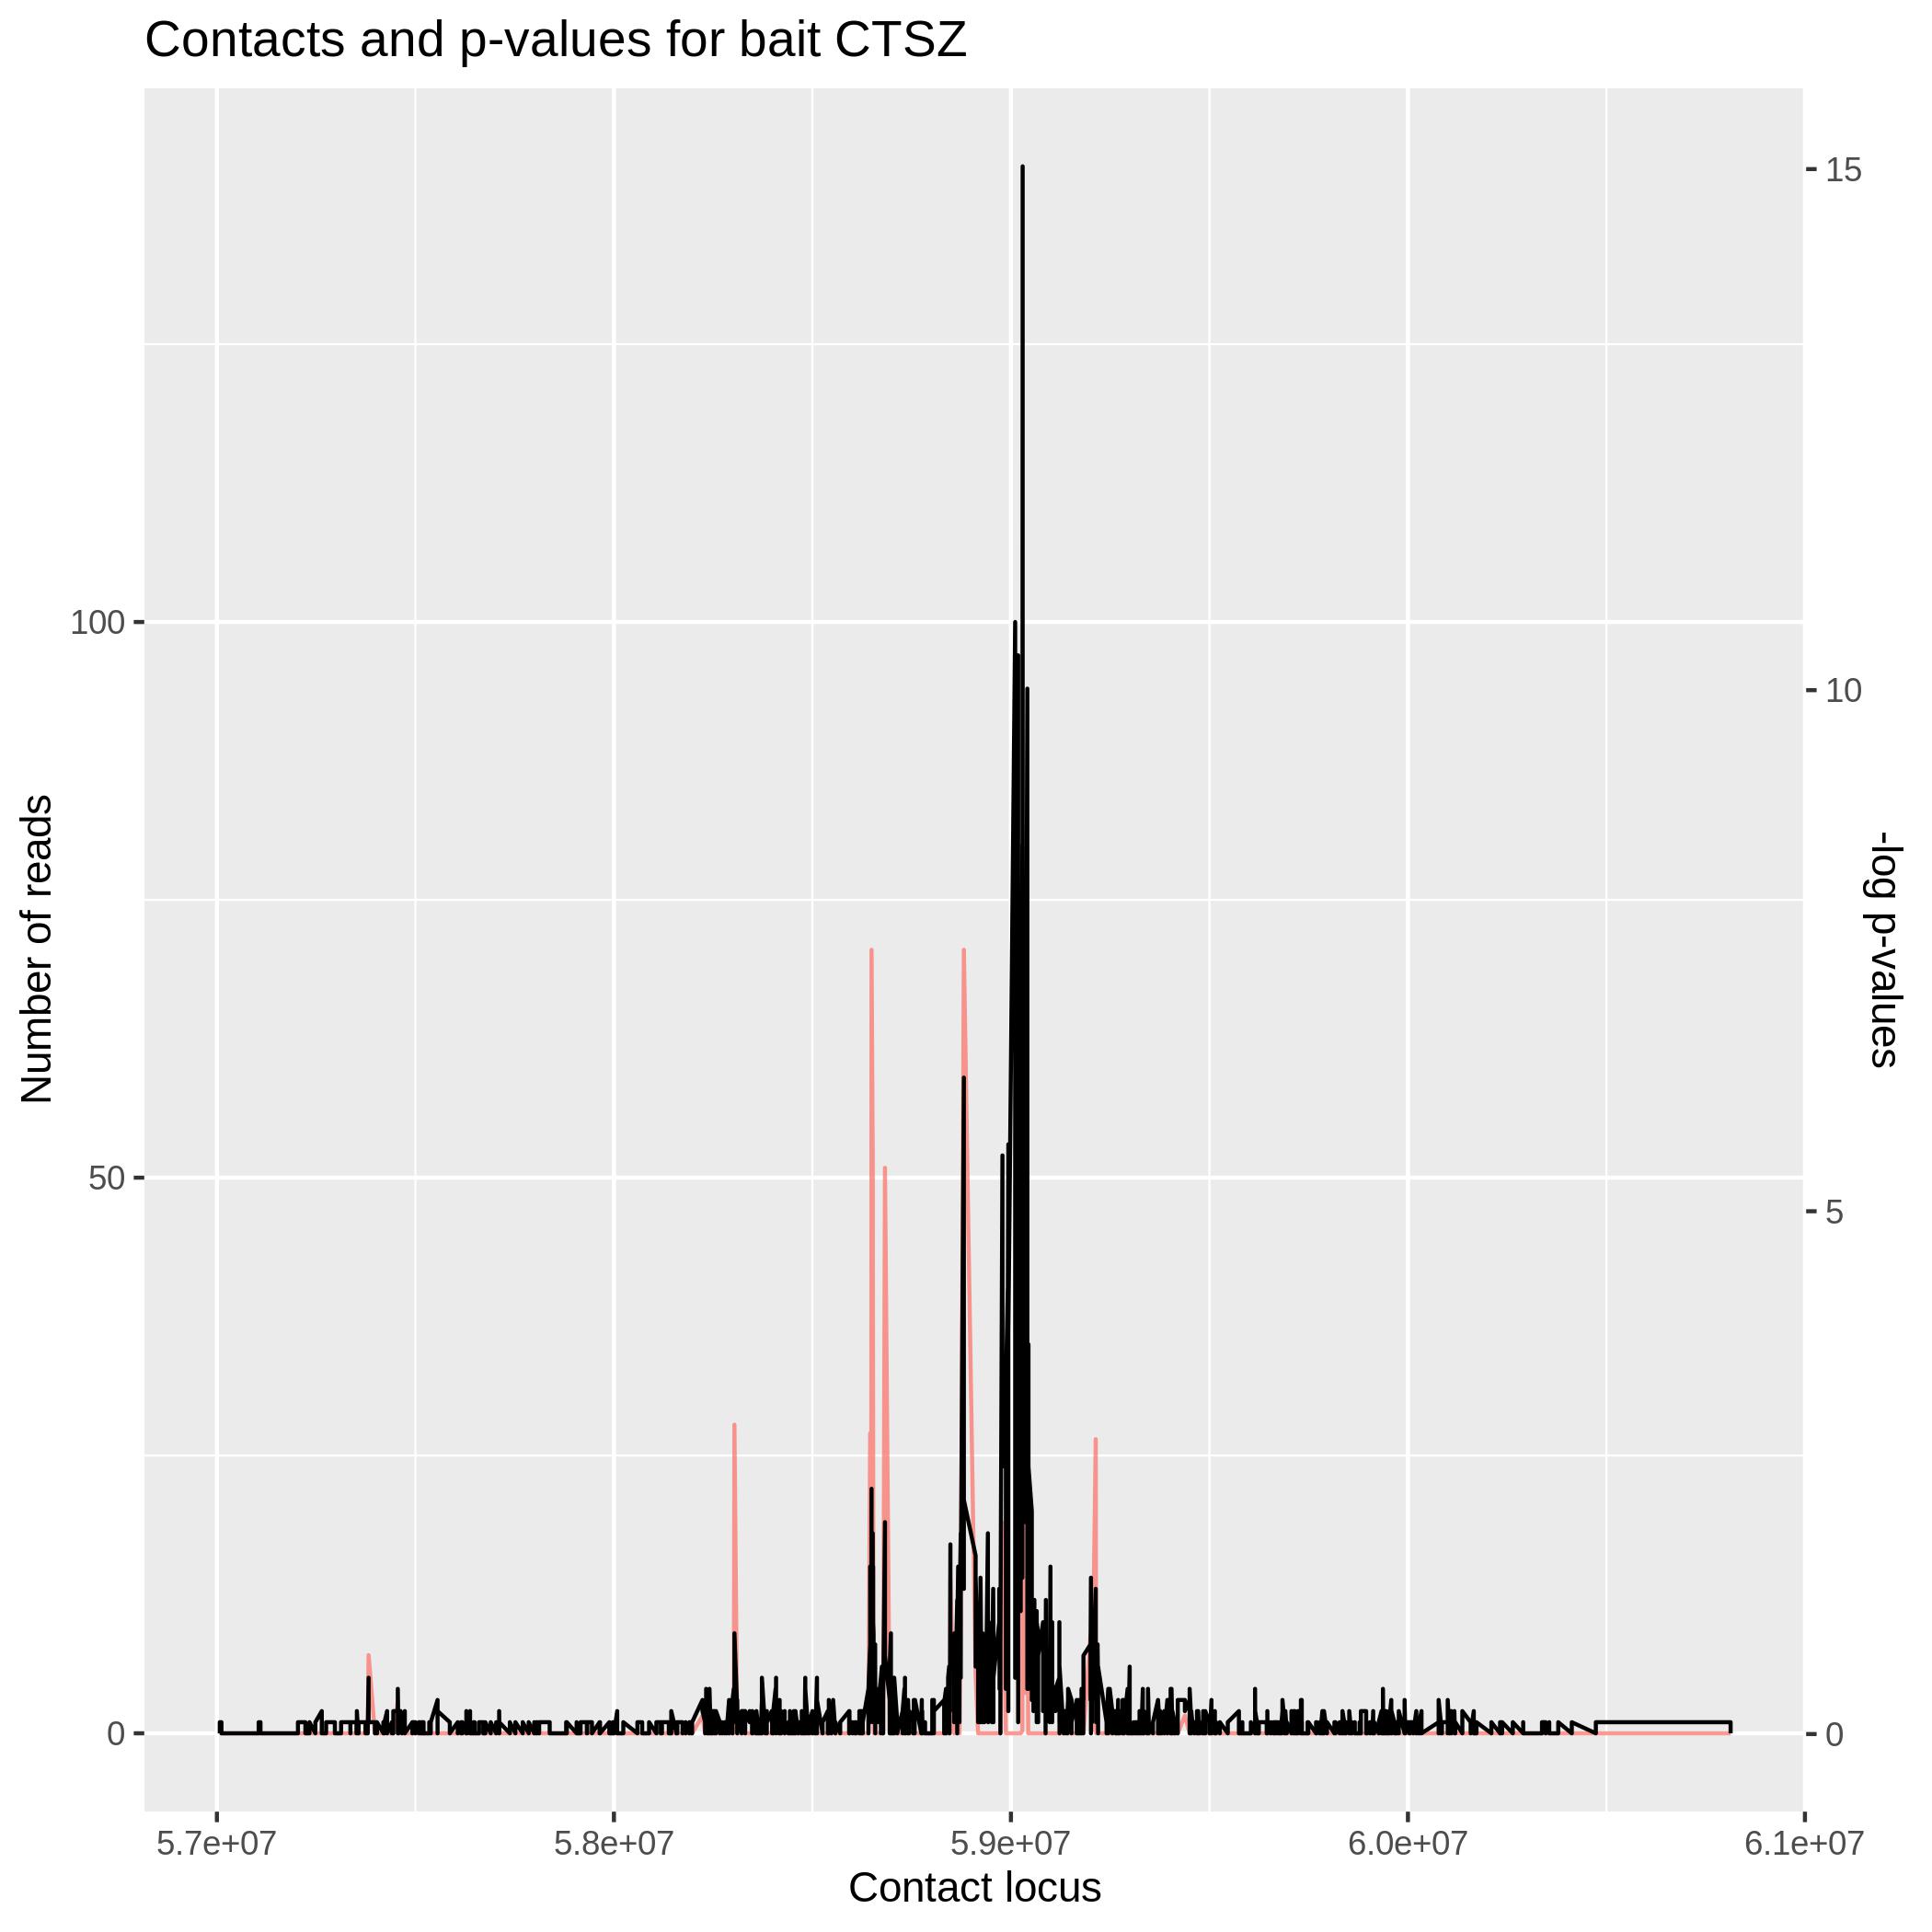 Contacts and p-values for bait CTSZ
15
100
10
Number of reads
-log p-values
50
5
0
0
5.7e+07
5.8e+07
5.9e+07
6.0e+07
6.1e+07
Contact locus